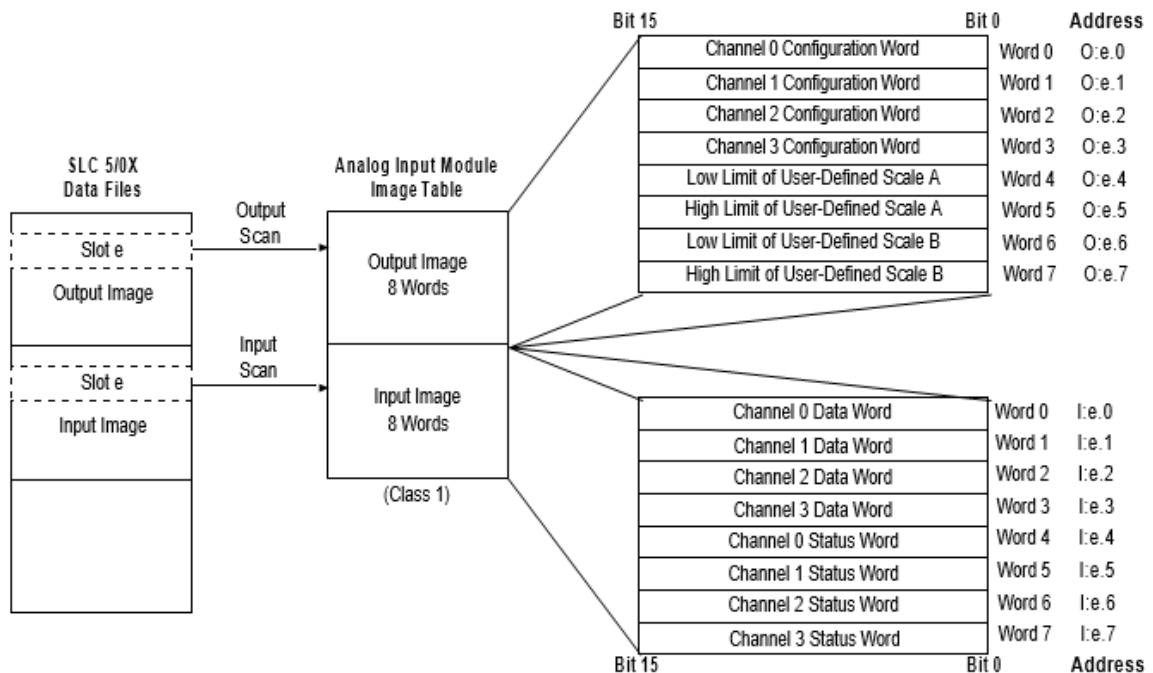 Bit 15 Bit 0 Address
Channel 0 Configuration Word Word 0 O:e.0
Channel 1 Configuration Word Word 1 O:e.1
Channel 2 Configuration Word Word 2 O:e.2
Channel 3 Configuration Word Word 3 O:e.3
Low Limit of User-Defined Scale A Word 4 O:e.4
High Limit of User-Defined Scale A Word 5 O:e.5
Low Limit of User-Defined Scale B Word 6 O:e.6
High Limit of User-Defined Scale B Word 7 O:e.7
SLC 5/0X
Data Files
Slot e
Output Image
Slot e
Input Image
Output
Scan
Input
Scan
Analog Input Module
Image Table
Output Image
8 Words
Input Image
8 Words
(Class 1)
Channel 0 Data Word Word 0 I:e.0
Channel 1 Data Word Word 1 I:e.1
Channel 2 Data Word Word 2 I:e.2
Channel 3 Data Word Word 3 I:e.3
Channel 0 Status Word Word 4 I:e.4
Channel 1 Status Word Word 5 I:e.5
Channel 2 Status Word Word 6 I:e.6
Channel 3 Status Word Word 7 I:e.7
Bit 15 Bit 0 Address